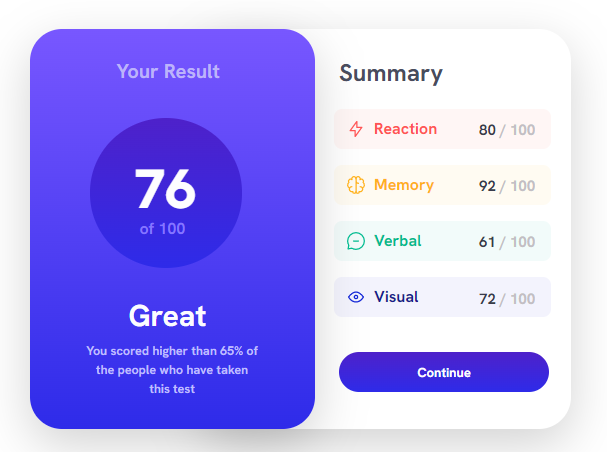 Your Result
76
of 100
Great
You scored higher than 65% of
the people who have taken
this test
Summary
Reaction 80 / 100
Memory 92 / 100
Verbal 61 / 100
Visual 72 / 100
Continue